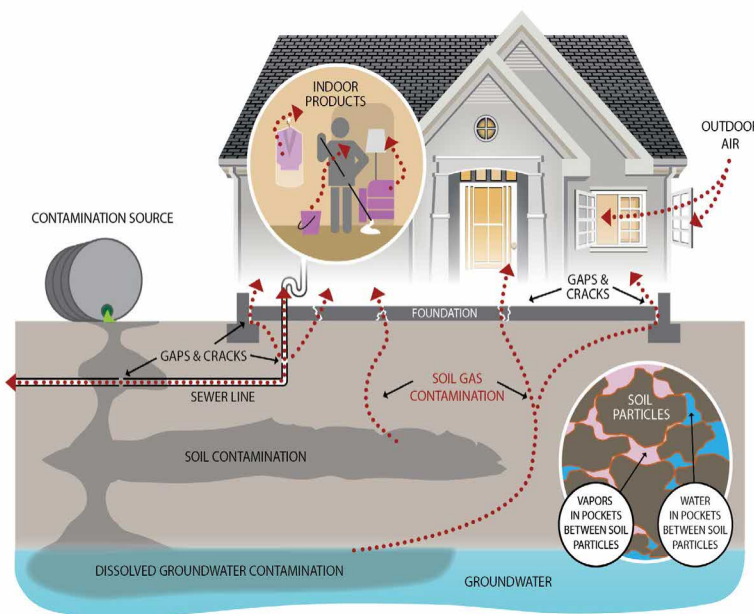 INDOOR
PRODUCTS
OUTDOOR
AIR
CONTAMINATION SOURCE
GAPS &
CRACKS
FOUNDATION
GAPS & CRACKS
SEWER LINE
SOIL GAS
CONTAMINATION
SOIL
PARTICLES
SOIL CONTAMINATION
VAPORS
IN POCKETS
BETWEEN SOIL
PARTICLES
WATER
IN POCKETS
BETWEEN SOIL
PARTICLES
DISSOLVED GROUNDWATER CONTAMINATION
GROUNDWATER